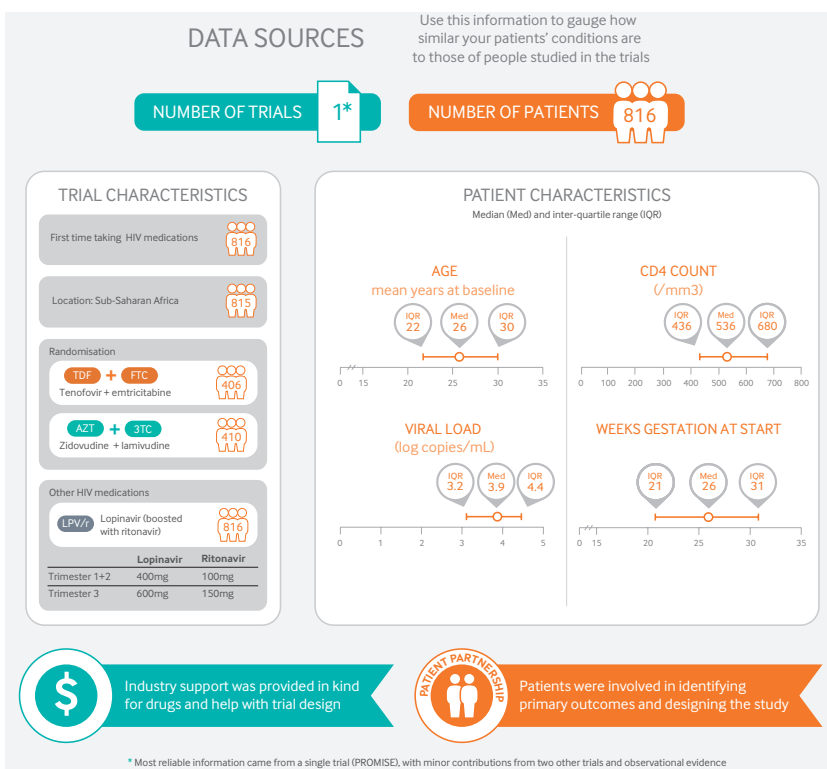 DATA SOURCES
Use this information to gauge how
similar your patients' conditions are
to those of people studied in the trials
NUMBER OF TRIALS 1*
NUMBER OF PATIENTS 816
TRIAL CHARACTERISTICS
First time taking HIV medications 816
Location: Sub-Saharan Africa 815
Randomisation
TDF + FTC
Tenofovir + emtricitabine
406
AZT + 3TC
Zidovudine + lamivudine
410
Other HIV medications
LPV/r
Lopinavir (boosted
with ritonavir)
816
Lopinavir Ritonavir
Trimester 1+2 400mg 100mg
Trimester 3 600mg 150mg
PATIENT CHARACTERISTICS
Median (Med) and inter-quartile range (IQR)
AGE
mean years at baseline
IQR Med IQR
22 26 30
0 15 20 25 30 35
CD4 COUNT
(/mm3)
IQR Med IQR
436 536 680
0 100 200 300 400 500 600 700 800
VIRAL LOAD
(log copies/mL)
IQR Med IQR
3.2 3.9 4.4
0 1 2 3 4 5
WEEKS GESTATION AT START
IQR Med IQR
21 26 31
0 15 20 25 30 35
$
Industry support was provided in kind
for drugs and help with trial design
PATIENT PARTNERSHIP
Patients were involved in identifying
primary outcomes and designing the study
* Most reliable information came from a single trial (PROMISE), with minor contributions from two other trials and observational evidence